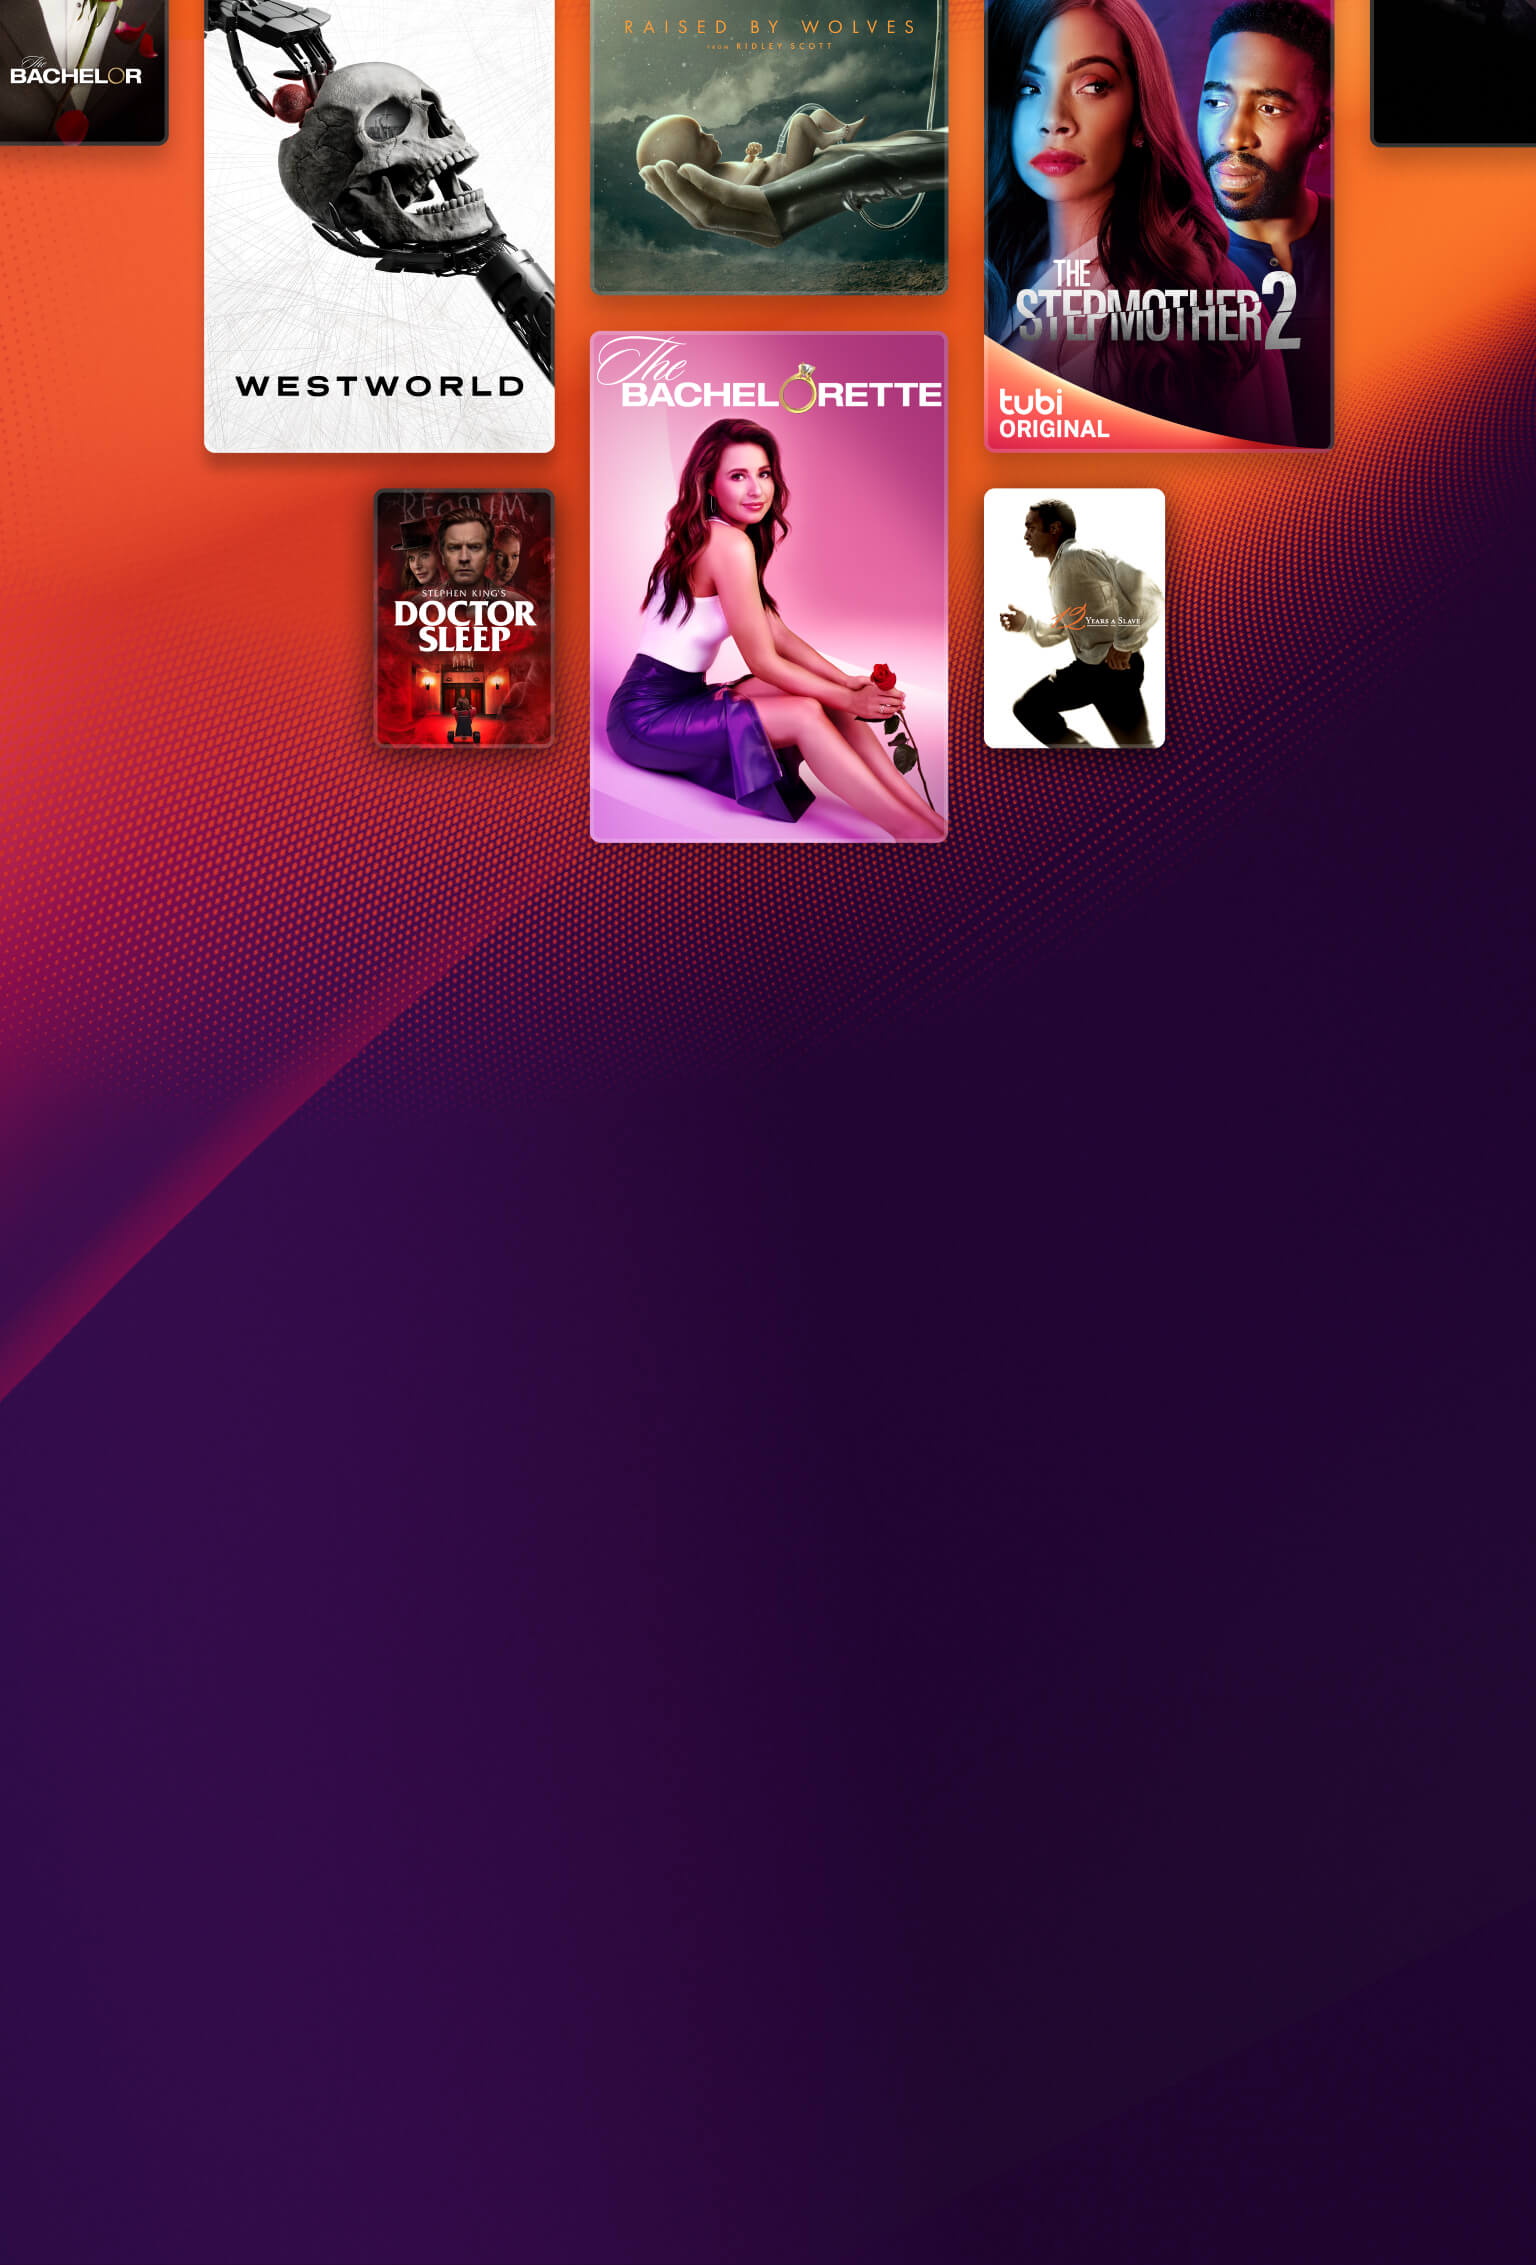 The
BACHELOR
WESTWORLD
RAISED BY WOLVES
FROM RIDLEY SCOTT
THE
STEPMOTHER 2
tubi
ORIGINAL
The
BACHELORETTE
REDRUM
STEPHEN KING'S
DOCTOR
SLEEP
12 YEARS A SLAVE